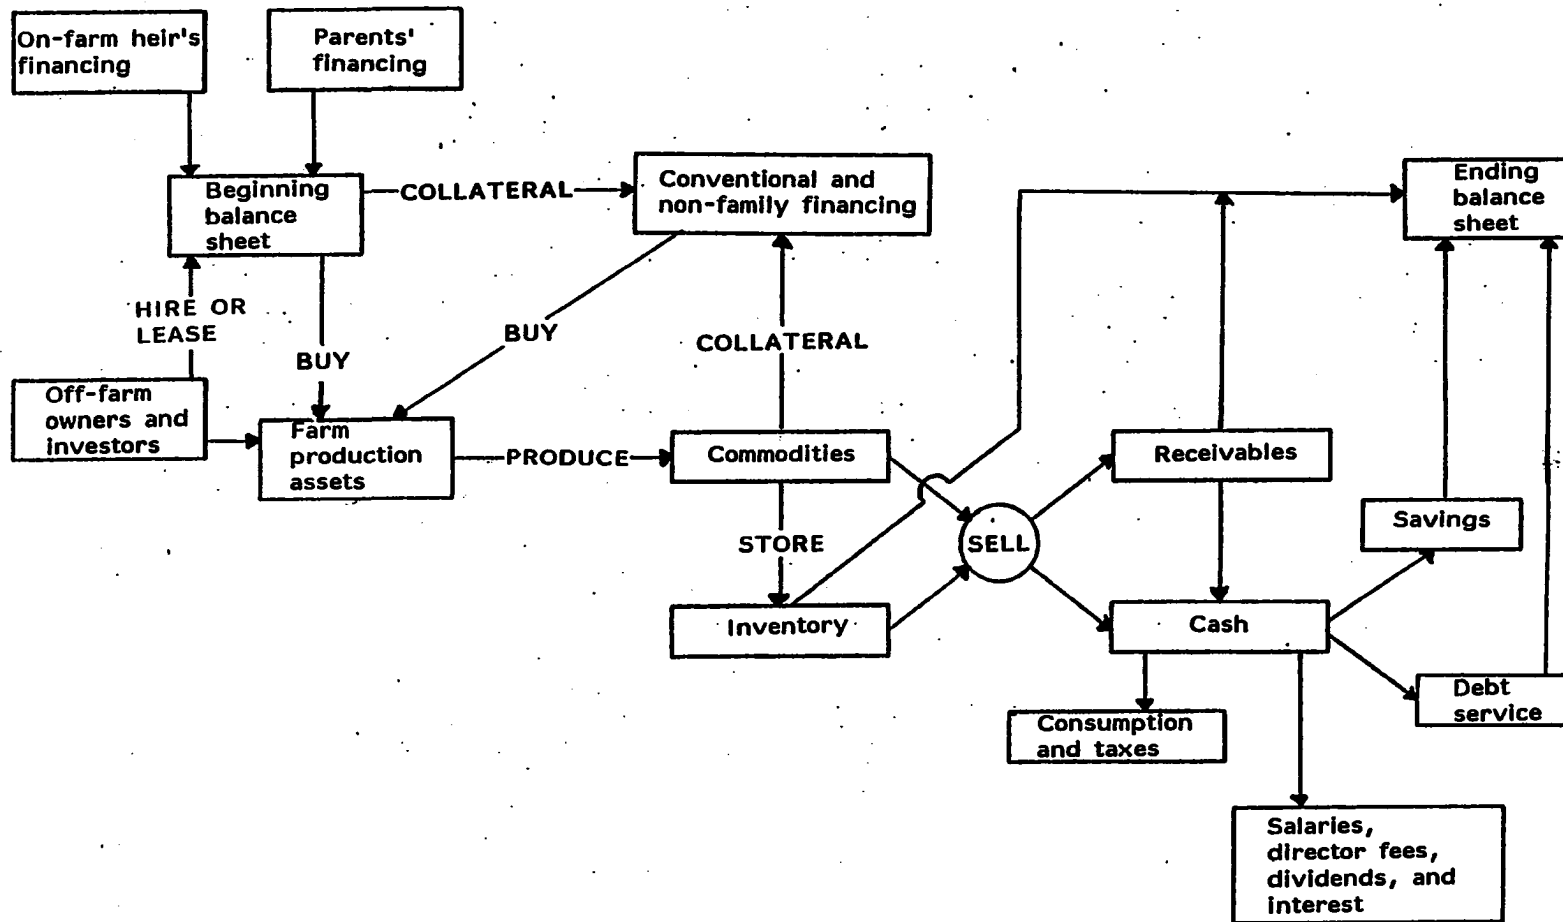 On-farm heir's
financing
Parents'
financing
Beginning
balance
sheet
COLLATERAL
Conventional and
non-family financing
Ending
balance
sheet
HIRE OR
LEASE
BUY
BUY
COLLATERAL
Off-farm
owners and
investors
Farm
production
assets
PRODUCE
Commodities
Receivables
STORE
SELL
Savings
Inventory
Cash
Debt
service
Consumption
and taxes
Salaries,
director fees,
dividends, and
interest